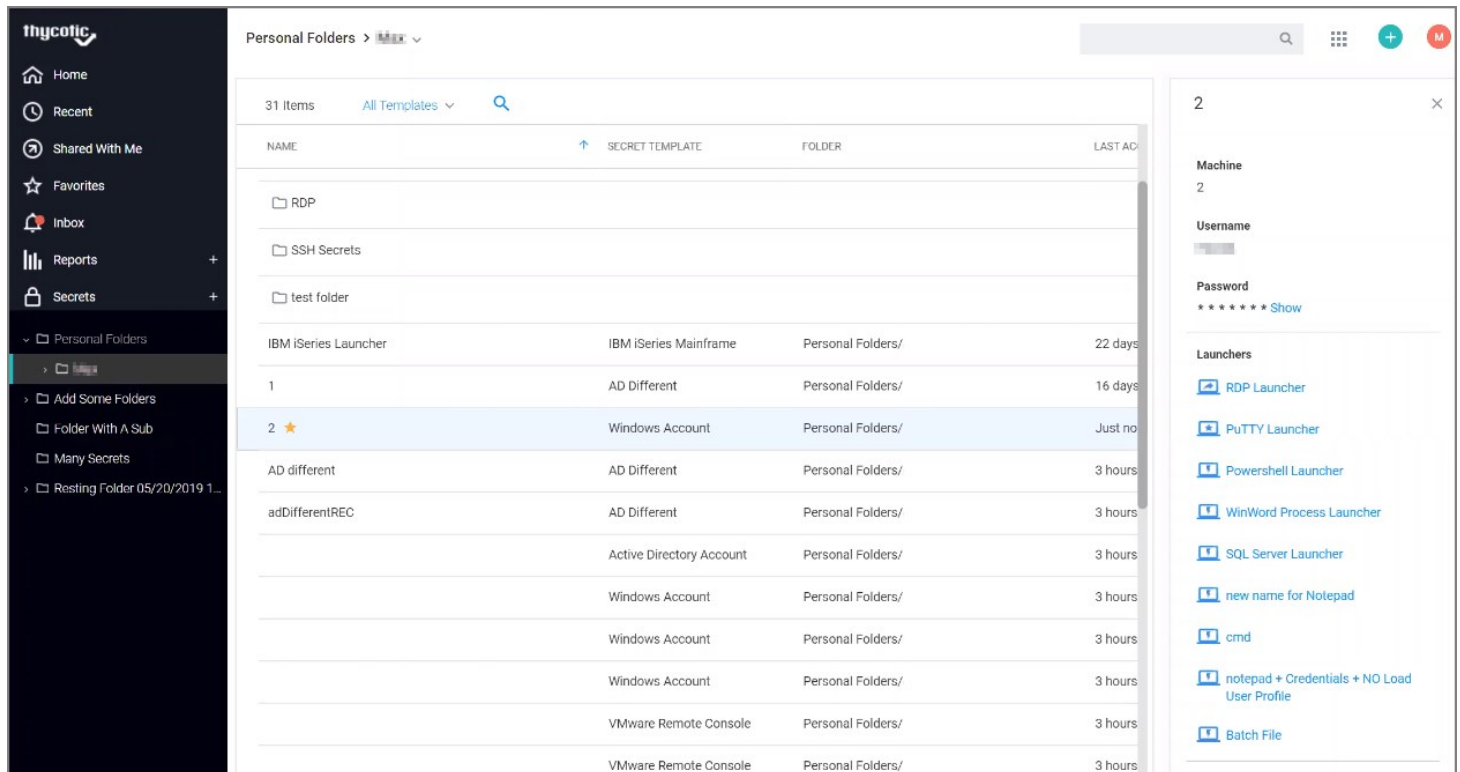 thycotic
Home
Recent
Shared With Me
Favorites
Inbox
Reports +
Secrets +
Personal Folders
Add Some Folders
Folder With A Sub
Many Secrets
Resting Folder 05/20/2019 1...
Personal Folders >
+
M
31 Items All Templates
NAME SECRET TEMPLATE FOLDER LAST AC
RDP
SSH Secrets
test folder
IBM iSeries Launcher IBM iSeries Mainframe Personal Folders/ 22 days
1 AD Different Personal Folders/ 16 days
2 Windows Account Personal Folders/ Just no
AD different AD Different Personal Folders/ 3 hours
adDifferentREC AD Different Personal Folders/ 3 hours
Active Directory Account Personal Folders/ 3 hours
Windows Account Personal Folders/ 3 hours
Windows Account Personal Folders/ 3 hours
Windows Account Personal Folders/ 3 hours
VMware Remote Console Personal Folders/ 3 hours
VMware Remote Console Personal Folders/ 3 hours
2
Machine
2
Username
Password
* * * * * * * Show
Launchers
RDP Launcher
PuTTY Launcher
Powershell Launcher
WinWord Process Launcher
SQL Server Launcher
new name for Notepad
cmd
notepad + Credentials + NO Load
User Profile
Batch File